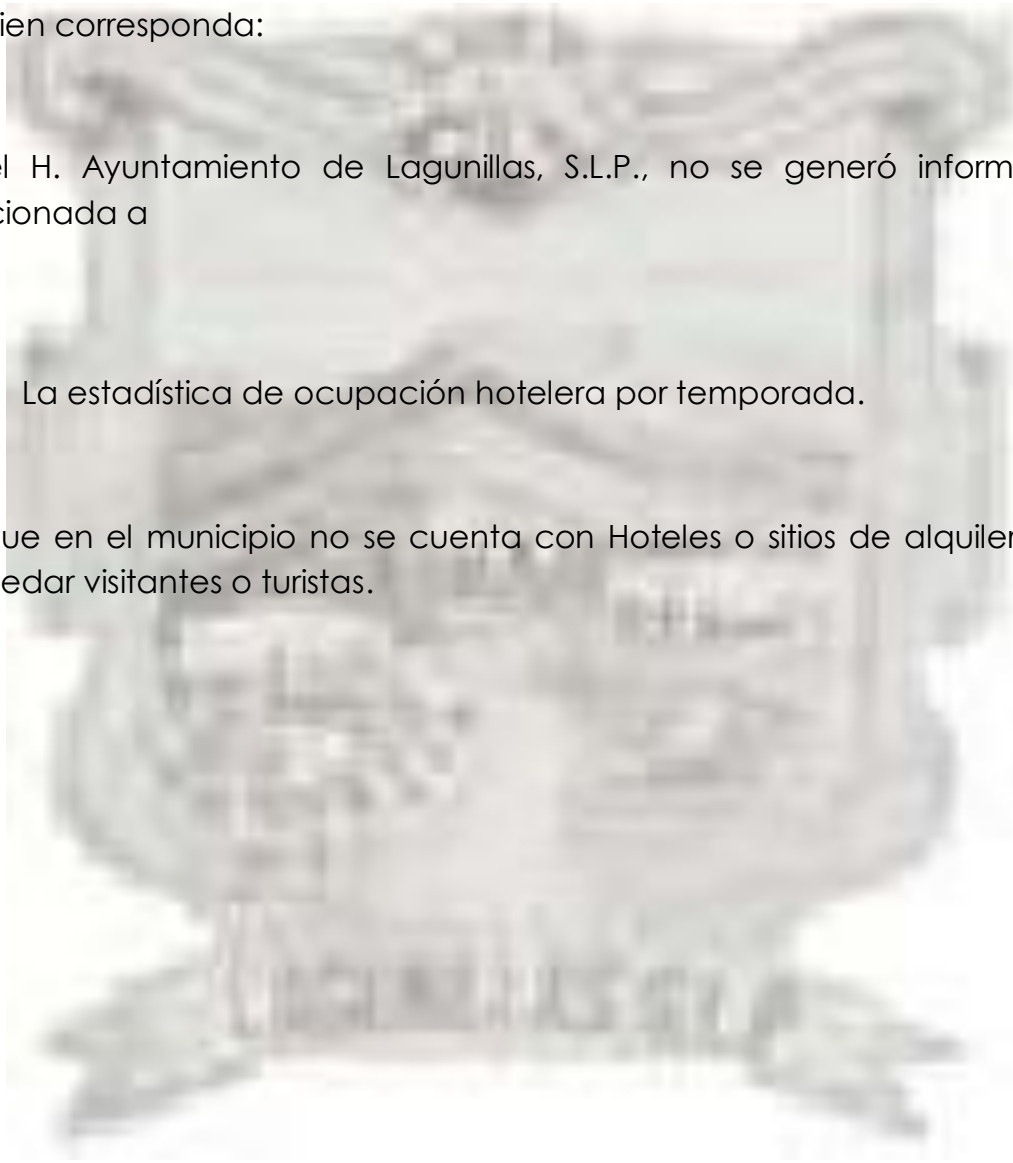 ien corresponda:
el H. Ayuntamiento de Lagunillas, S.L.P., no se generó inform
cionada a
La estadística de ocupación hotelera por temporada.
ue en el municipio no se cuenta con Hoteles o sitios de alquiler
edar visitantes o turistas.